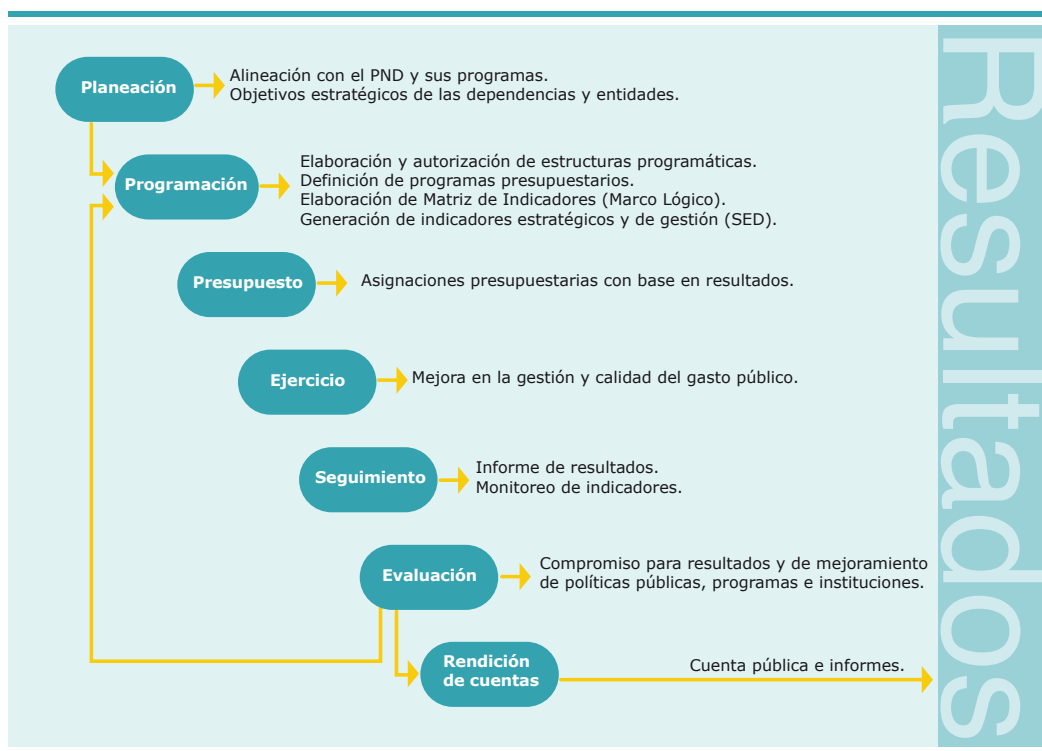 Planeación
Alineación con el PND y sus programas.
Objetivos estratégicos de las dependencias y entidades.
Programación
Elaboración y autorización de estructuras programáticas.
Definición de programas presupuestarios.
Elaboración de Matriz de Indicadores (Marco Lógico).
Generación de indicadores estratégicos y de gestión (SED).
Presupuesto
Asignaciones presupuestarias con base en resultados.
Ejercicio
Mejora en la gestión y calidad del gasto público.
Seguimiento
Informe de resultados.
Monitoreo de indicadores.
Evaluación
Compromiso para resultados y de mejoramiento
de políticas públicas, programas e instituciones.
Rendición
de cuentas
Cuenta pública e informes.
Resultados